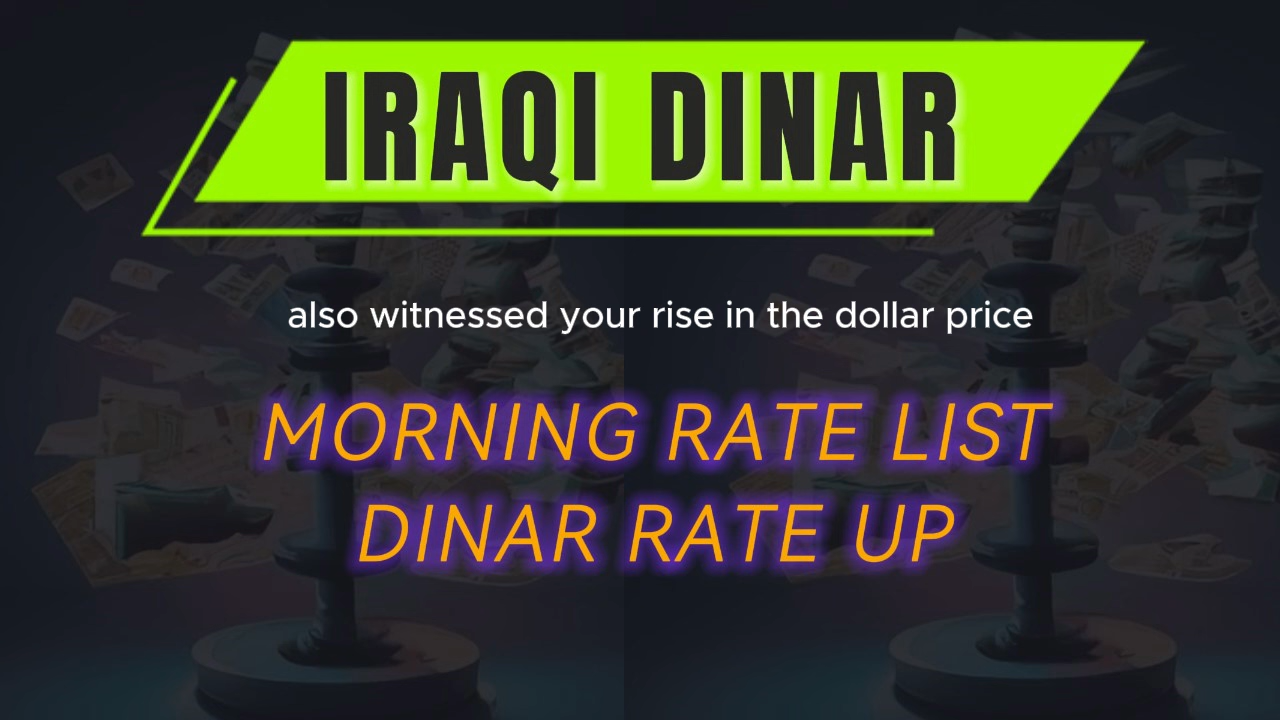 IRAQI DINAR
also witnessed your rise in the dollar price
MORNING RATE LIST
DINAR RATE UP